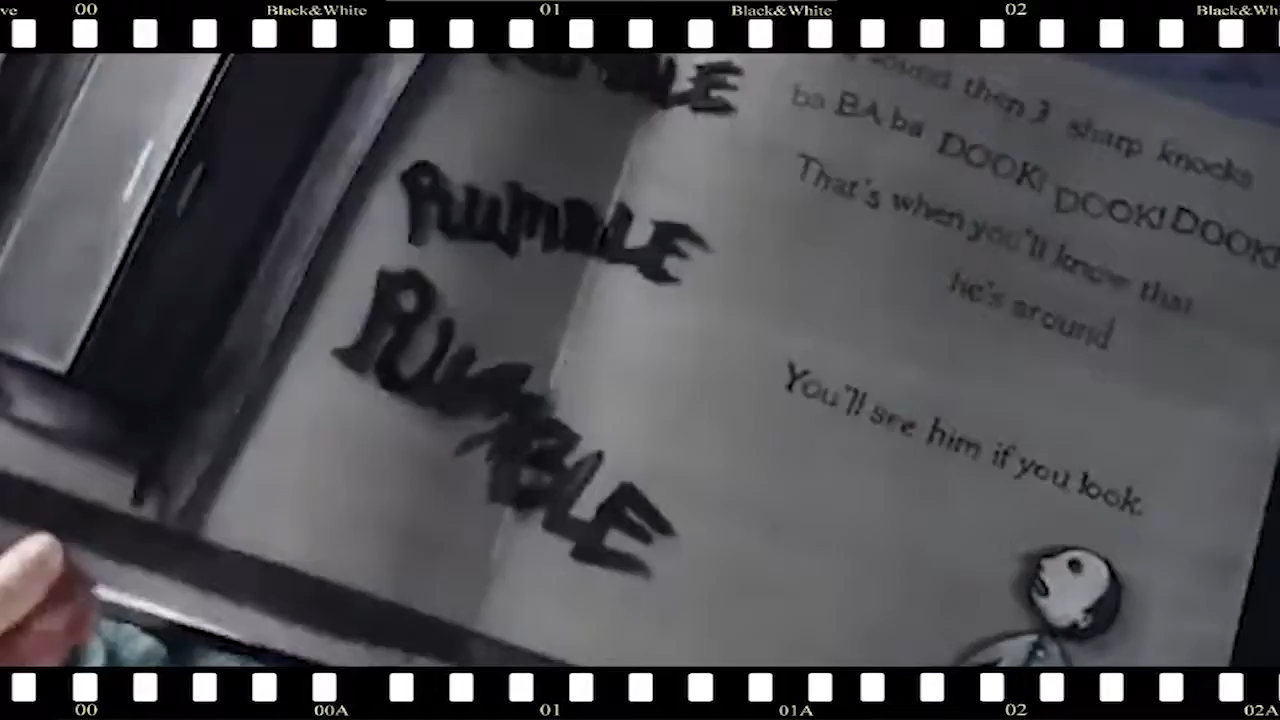 ve 00 Black&White 01 Black&White 02 Black&Wh
RUMBLE
sound then 3 sharp knocks
ba BA ba DOOK! DOOK! DOOK!
RUMBLE
That's when you'll know that
he's around
RUMBLE
You'll see him if you look.
00 00A 01 01A 02 02A